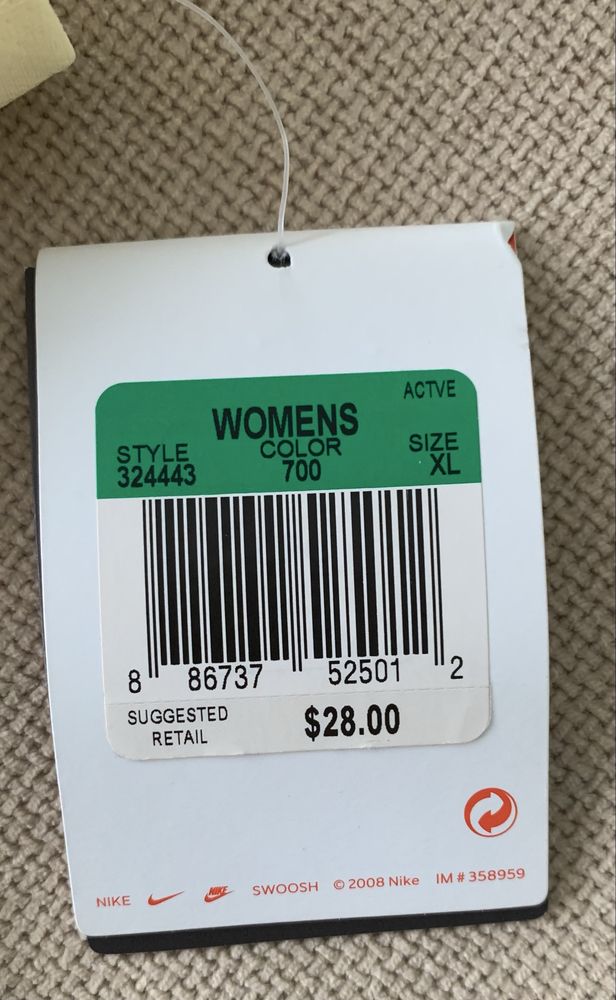 ACTVE
WOMENS
STYLE COLOR SIZE
324443 700 XL
8 86737 52501 2
SUGGESTED RETAIL $28.00
NIKE NIKE SWOOSH © 2008 Nike IM # 358959